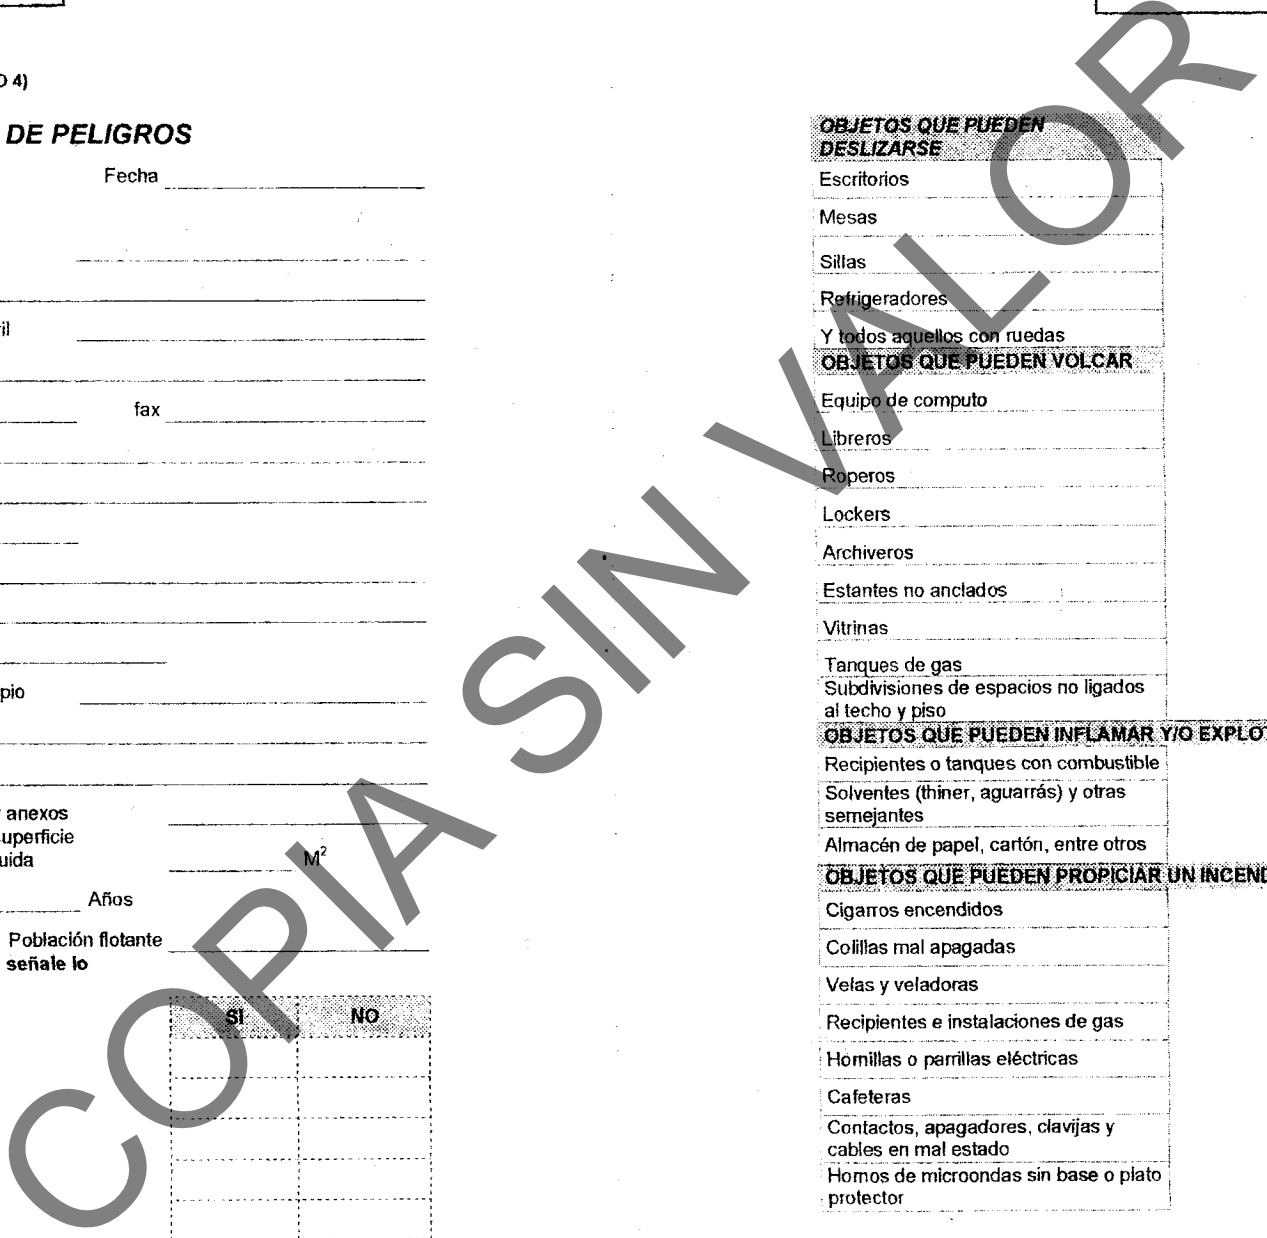 O 4)
DE PELIGROS
Fecha
ril
fax
pio
y anexos
superficie
uida
M²
Años
Población flotante
señale lo
SI NO
OBJETOS QUE PUEDEN
DESLIZARSE
Escritorios
Mesas
Sillas
Refrigeradores
Y todos aquellos con ruedas
OBJETOS QUE PUEDEN VOLCAR
Equipo de computo
Libreros
Roperos
Lockers
Archiveros
Estantes no anclados
Vitrinas
Tanques de gas
Subdivisiones de espacios no ligados
al techo y piso
OBJETOS QUE PUEDEN INFLAMAR Y/O EXPLOT
Recipientes o tanques con combustible
Solventes (thiner, aguarrás) y otras
semejantes
Almacén de papel, cartón, entre otros
OBJETOS QUE PUEDEN PROPICIAR UN INCEND
Cigarros encendidos
Colillas mal apagadas
Velas y veladoras
Recipientes e instalaciones de gas
Hornillas o parrillas eléctricas
Cafeteras
Contactos, apagadores, clavijas y
cables en mal estado
Hornos de microondas sin base o plato
protector
COPIA SIN VALOR